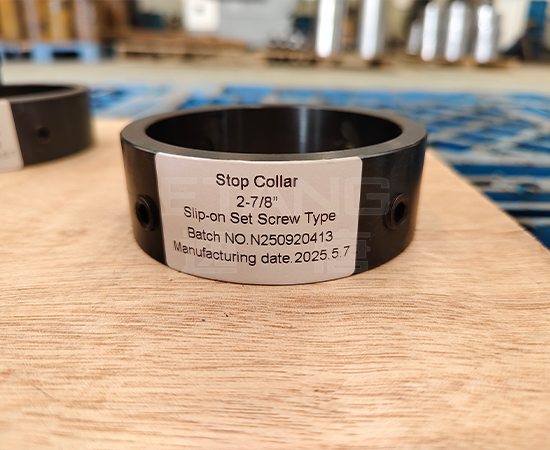 Stop Collar
2-7/8"
Slip-on Set Screw Type
Batch NO.N250920413
Manufacturing date.2025.5.7